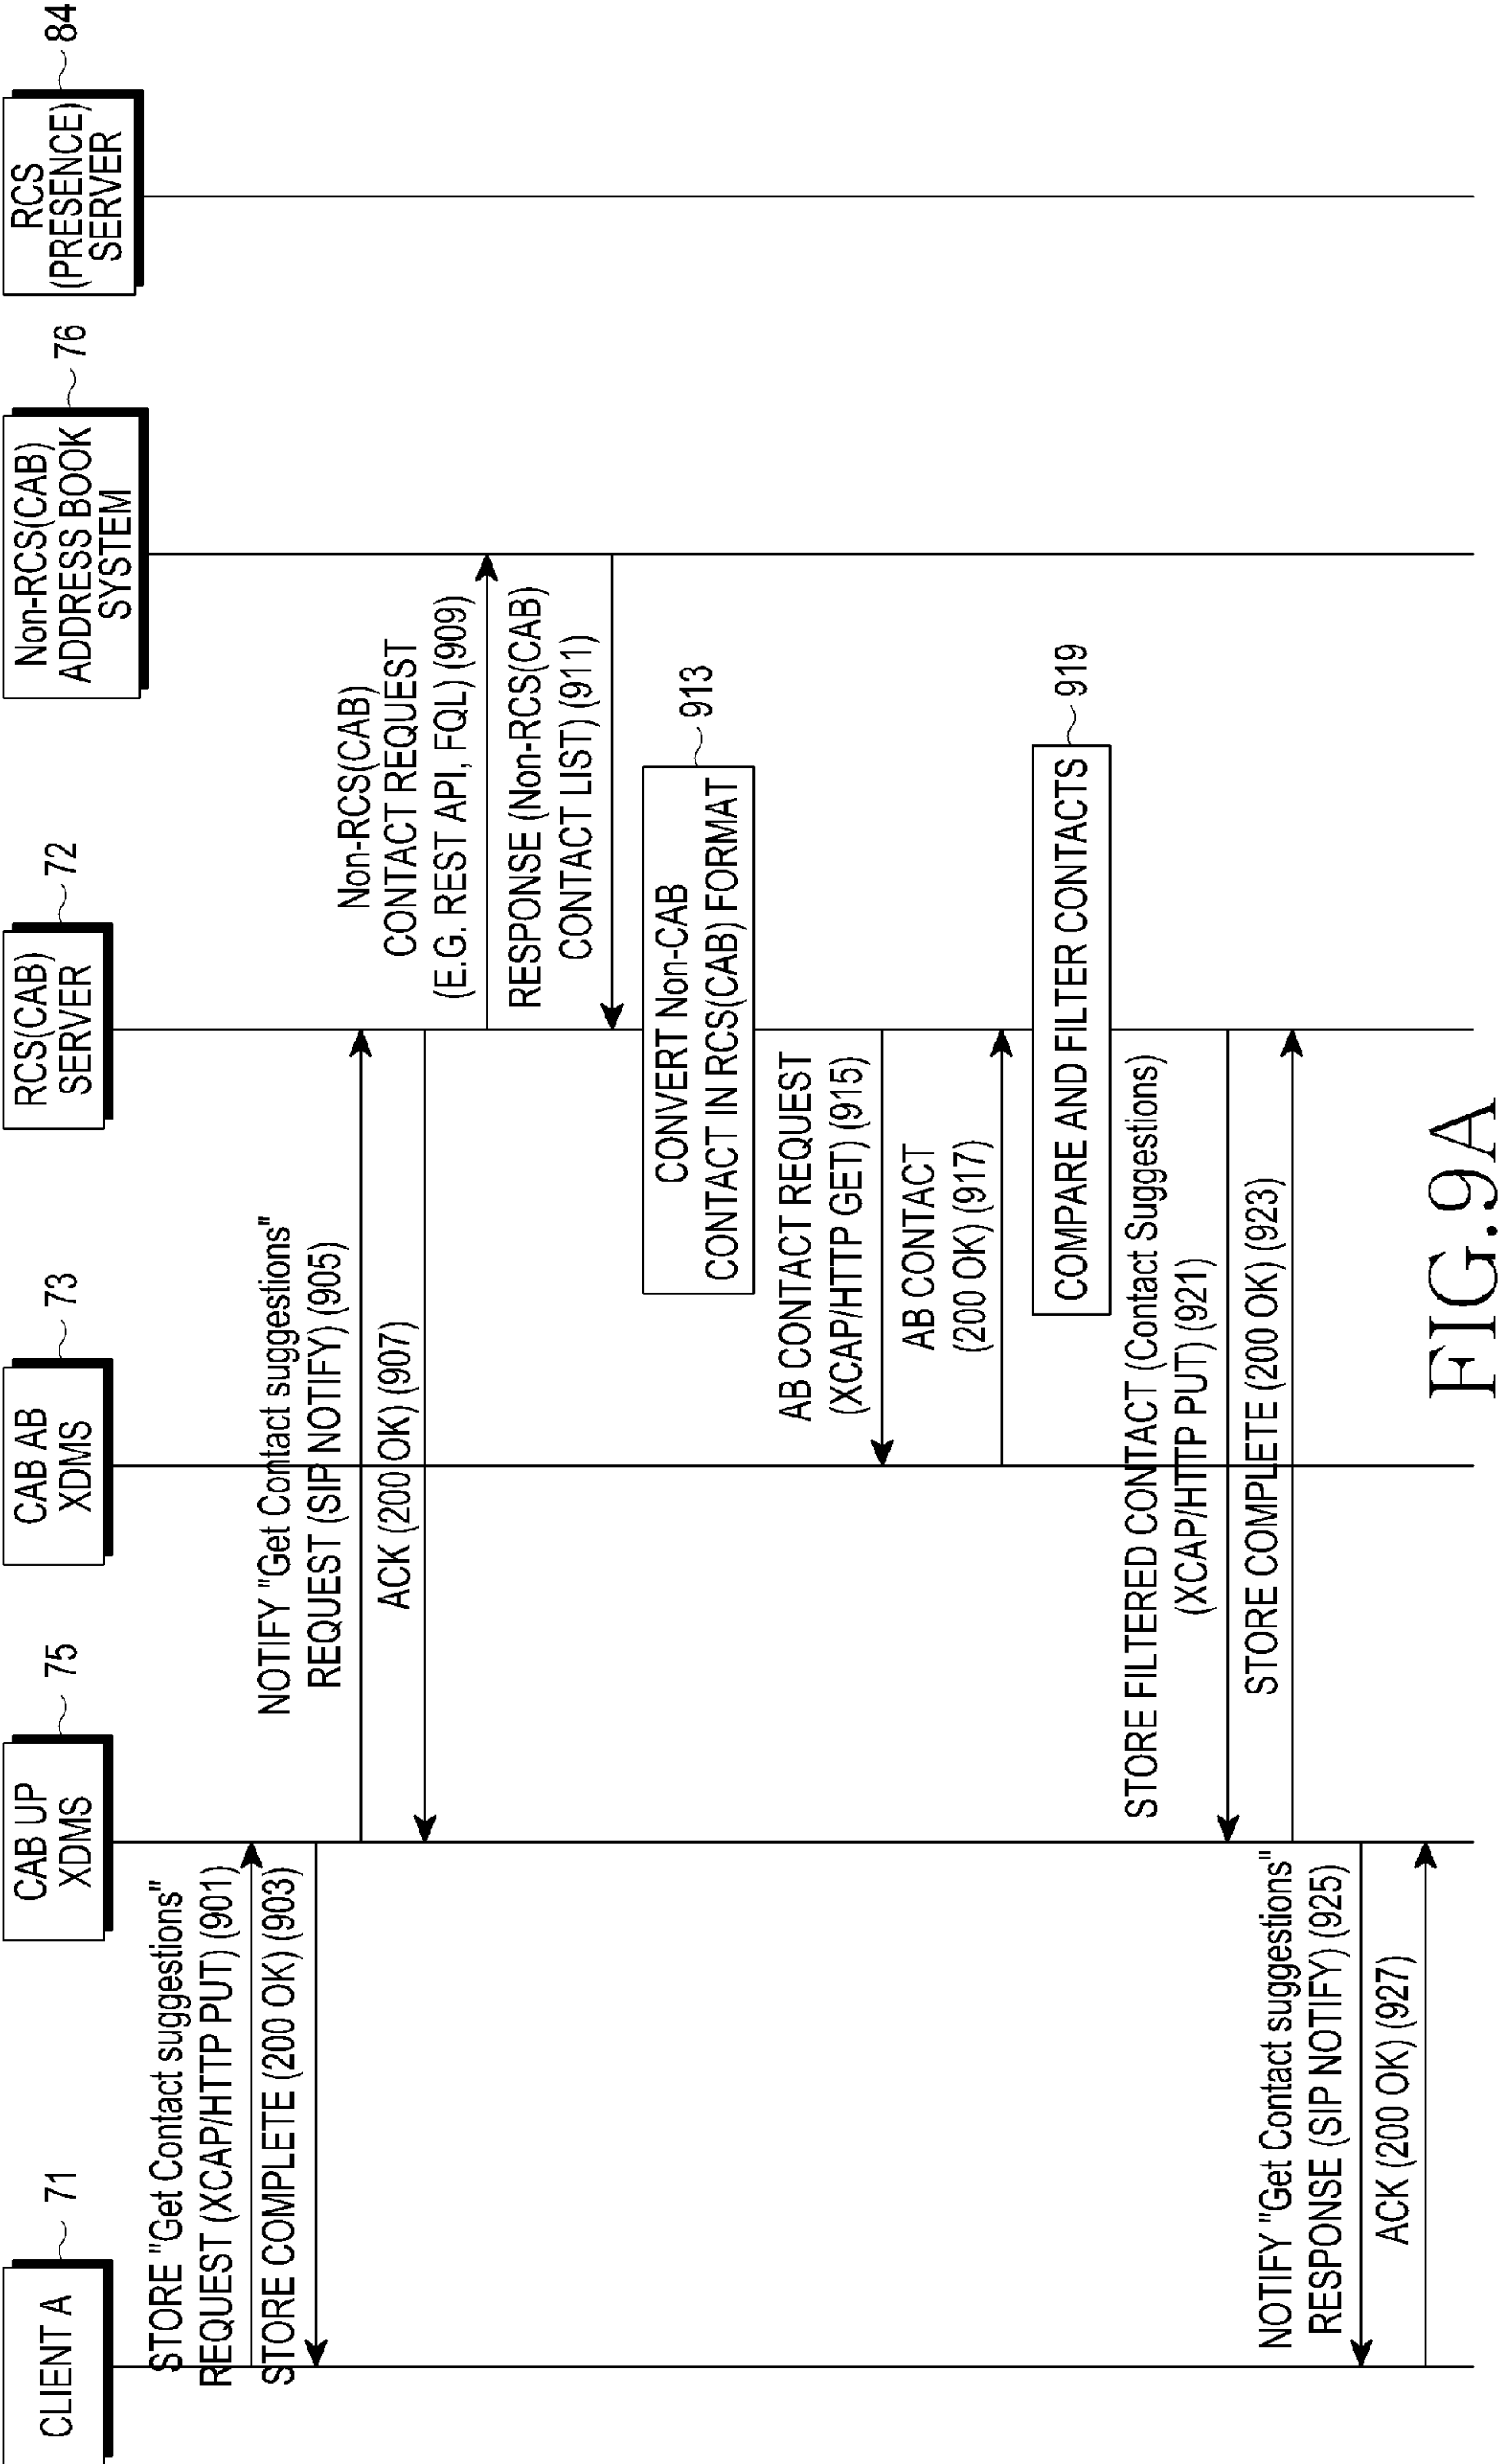 CLIENT A
71
CAB UP
XDMS
75
CAB AB
XDMS
73
RCS(CAB)
SERVER
72
Non-RCS(CAB)
ADDRESS BOOK
SYSTEM
76
RCS
(PRESENCE)
SERVER
84
STORE "Get Contact suggestions"
REQUEST (XCAP/HTTP PUT) (901)
STORE COMPLETE (200 OK) (903)
NOTIFY "Get Contact suggestions"
REQUEST (SIP NOTIFY) (905)
ACK (200 OK) (907)
Non-RCS(CAB)
CONTACT REQUEST
(E.G. REST API, FQL) (909)
RESPONSE (Non-RCS(CAB)
CONTACT LIST) (911)
CONVERT Non-CAB
CONTACT IN RCS(CAB) FORMAT
913
AB CONTACT REQUEST
(XCAP/HTTP GET) (915)
AB CONTACT
(200 OK) (917)
COMPARE AND FILTER CONTACTS
919
STORE FILTERED CONTACT (Contact Suggestions)
(XCAP/HTTP PUT) (921)
STORE COMPLETE (200 OK) (923)
NOTIFY "Get Contact suggestions"
RESPONSE (SIP NOTIFY) (925)
ACK (200 OK) (927)
FIG.9A